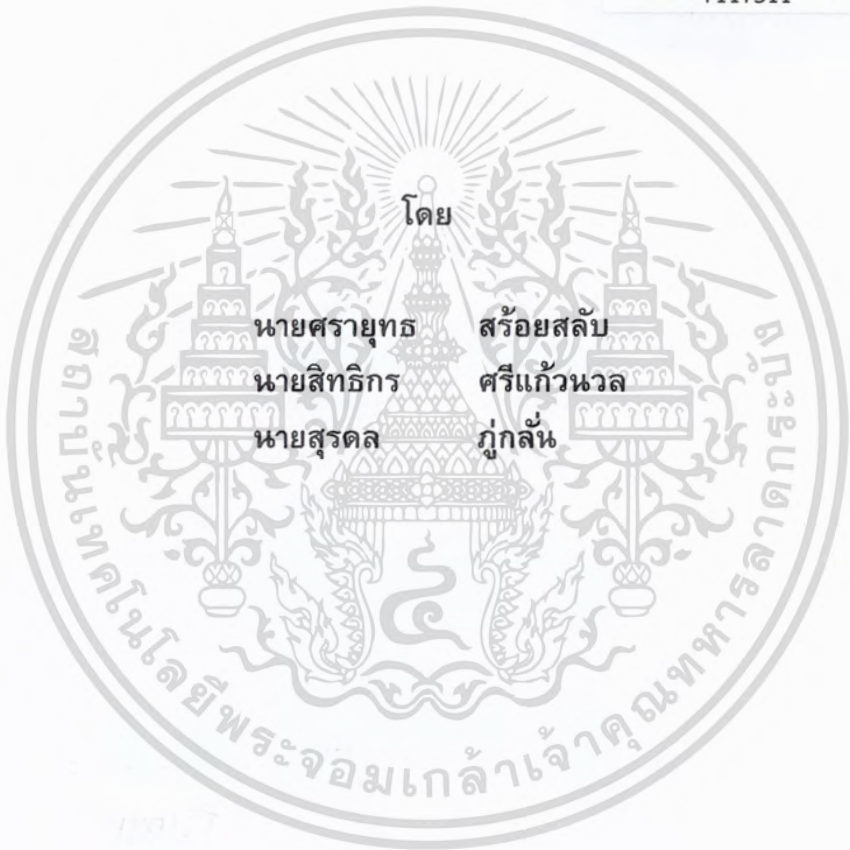 โดย
นายศรายุทธ สร้อยสลับ
นายสิทธิกร ศรีแก้วนวล
นายสุรดล ภู่กลั่น
สถาบันเทคโนโลยีพระจอมเกล้าเจ้าคุณทหารลาดกระบัง